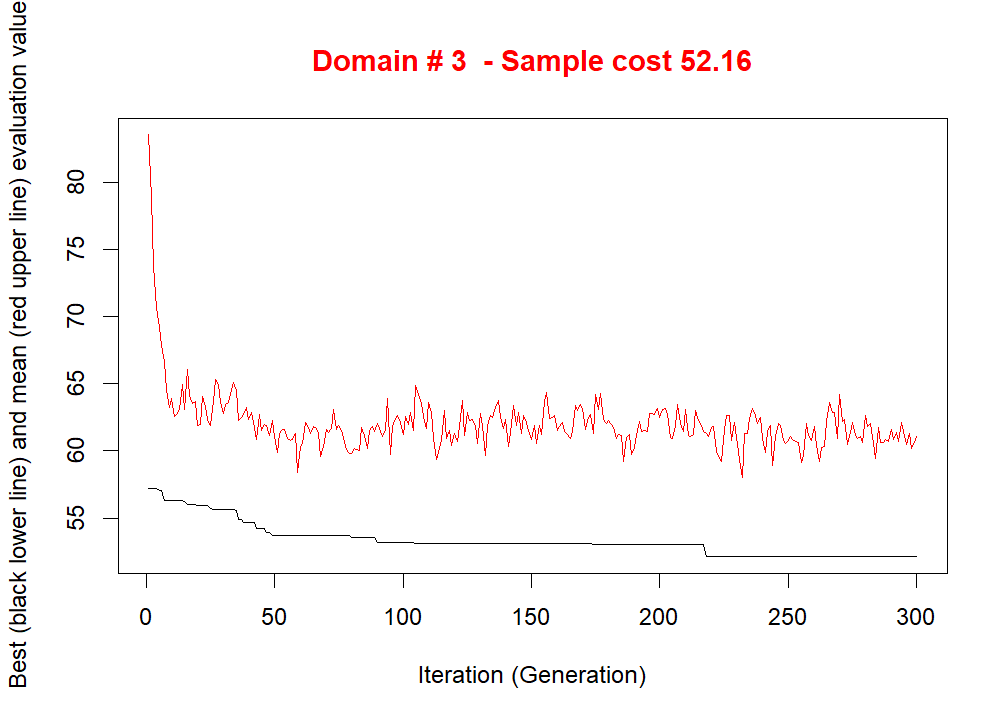 Domain # 3  - Sample cost 52.16
Best (black lower line) and mean (red upper line) evaluation value
80
75
70
65
60
55
0 50 100 150 200 250 300
Iteration (Generation)